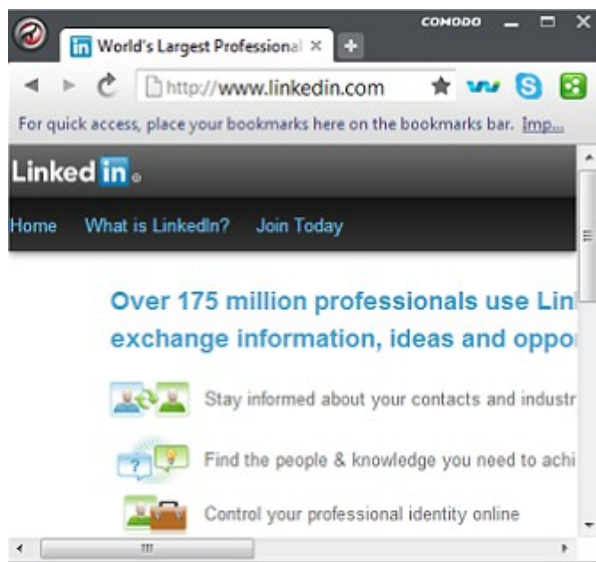 COMODO
World's Largest Professional
http://www.linkedin.com
For quick access, place your bookmarks here on the bookmarks bar. Imp...
Linked in
Home What is LinkedIn? Join Today
Over 175 million professionals use Lin
exchange information, ideas and oppo
Stay informed about your contacts and industr
Find the people & knowledge you need to achi
Control your professional identity online